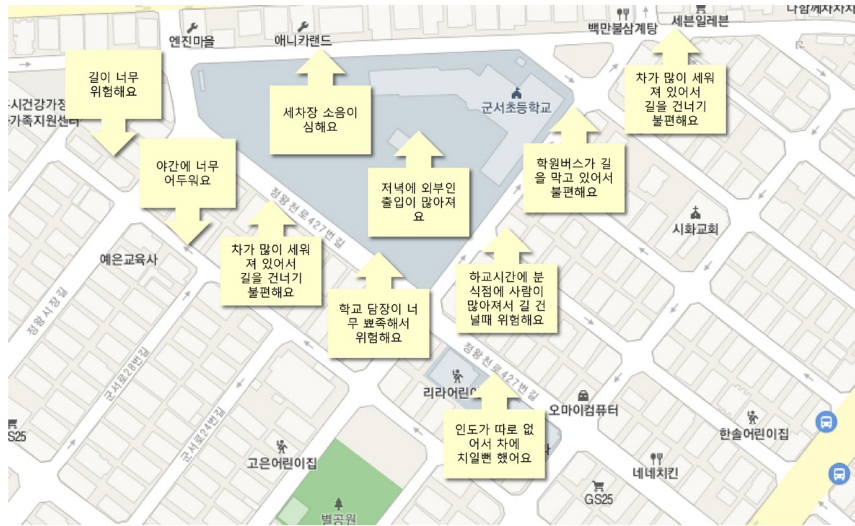 백만불삼계탕
세븐일레븐
다함께차차차
엔진마을
애니카랜드
길이 너무
위험해요
세차장 소음이
심해요
차가 많이 세워
져 있어서
길을 건너기
불편해요
시건강가정
가족지원센터
군서초등학교
야간에 너무
어두워요
저녁에 외부인
출입이 많아져
요
학원버스가 길
을 막고 있어서
불편해요
정왕천로427번길
시화교회
예은교육사
차가 많이 세워
져 있어서
길을 건너기
불편해요
하교시간에 분
식점에 사람이
많아져서 길 건
널때 위험해요
학교 담장이 너
무 뾰족해서
위험해요
정왕시장길
군서로28번길
군서로24번길
정왕천로427번길
리라어린이
오마이컴퓨터
인도가 따로 없
어서 차에
치일뻔 했어요
한솔어린이집
GS25
고은어린이집
네네치킨
GS25
별공원